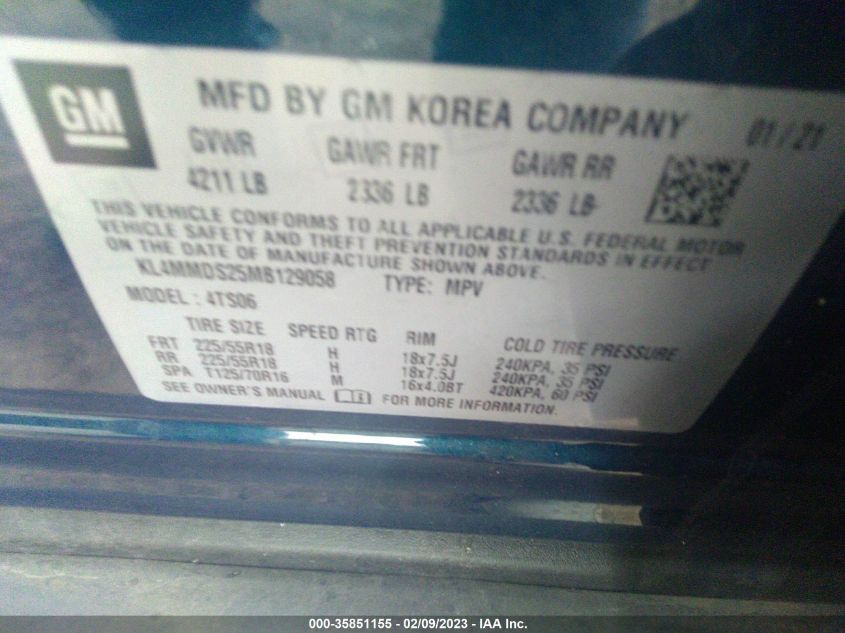 GM
MFD BY GM KOREA COMPANY 01/21
GVWR GAWR FRT GAWR RR
4211 LB 2336 LB 2336 LB
THIS VEHICLE CONFORMS TO ALL APPLICABLE U.S. FEDERAL MOTOR
VEHICLE SAFETY AND THEFT PREVENTION STANDARDS IN EFFECT
ON THE DATE OF MANUFACTURE SHOWN ABOVE.
KL4MMDS25MB129058 TYPE: MPV
MODEL: 4TS06
TIRE SIZE SPEED RTG RIM COLD TIRE PRESSURE
FRT 225/55R18 H 18x7.5J 240KPA, 35 PSI
RR 225/55R18 H 18x7.5J 240KPA, 35 PSI
SPA T125/70R16 M 16x4.0BT 420KPA, 60 PSI
SEE OWNER'S MANUAL FOR MORE INFORMATION.
000-35851155 - 02/09/2023 - IAA Inc.